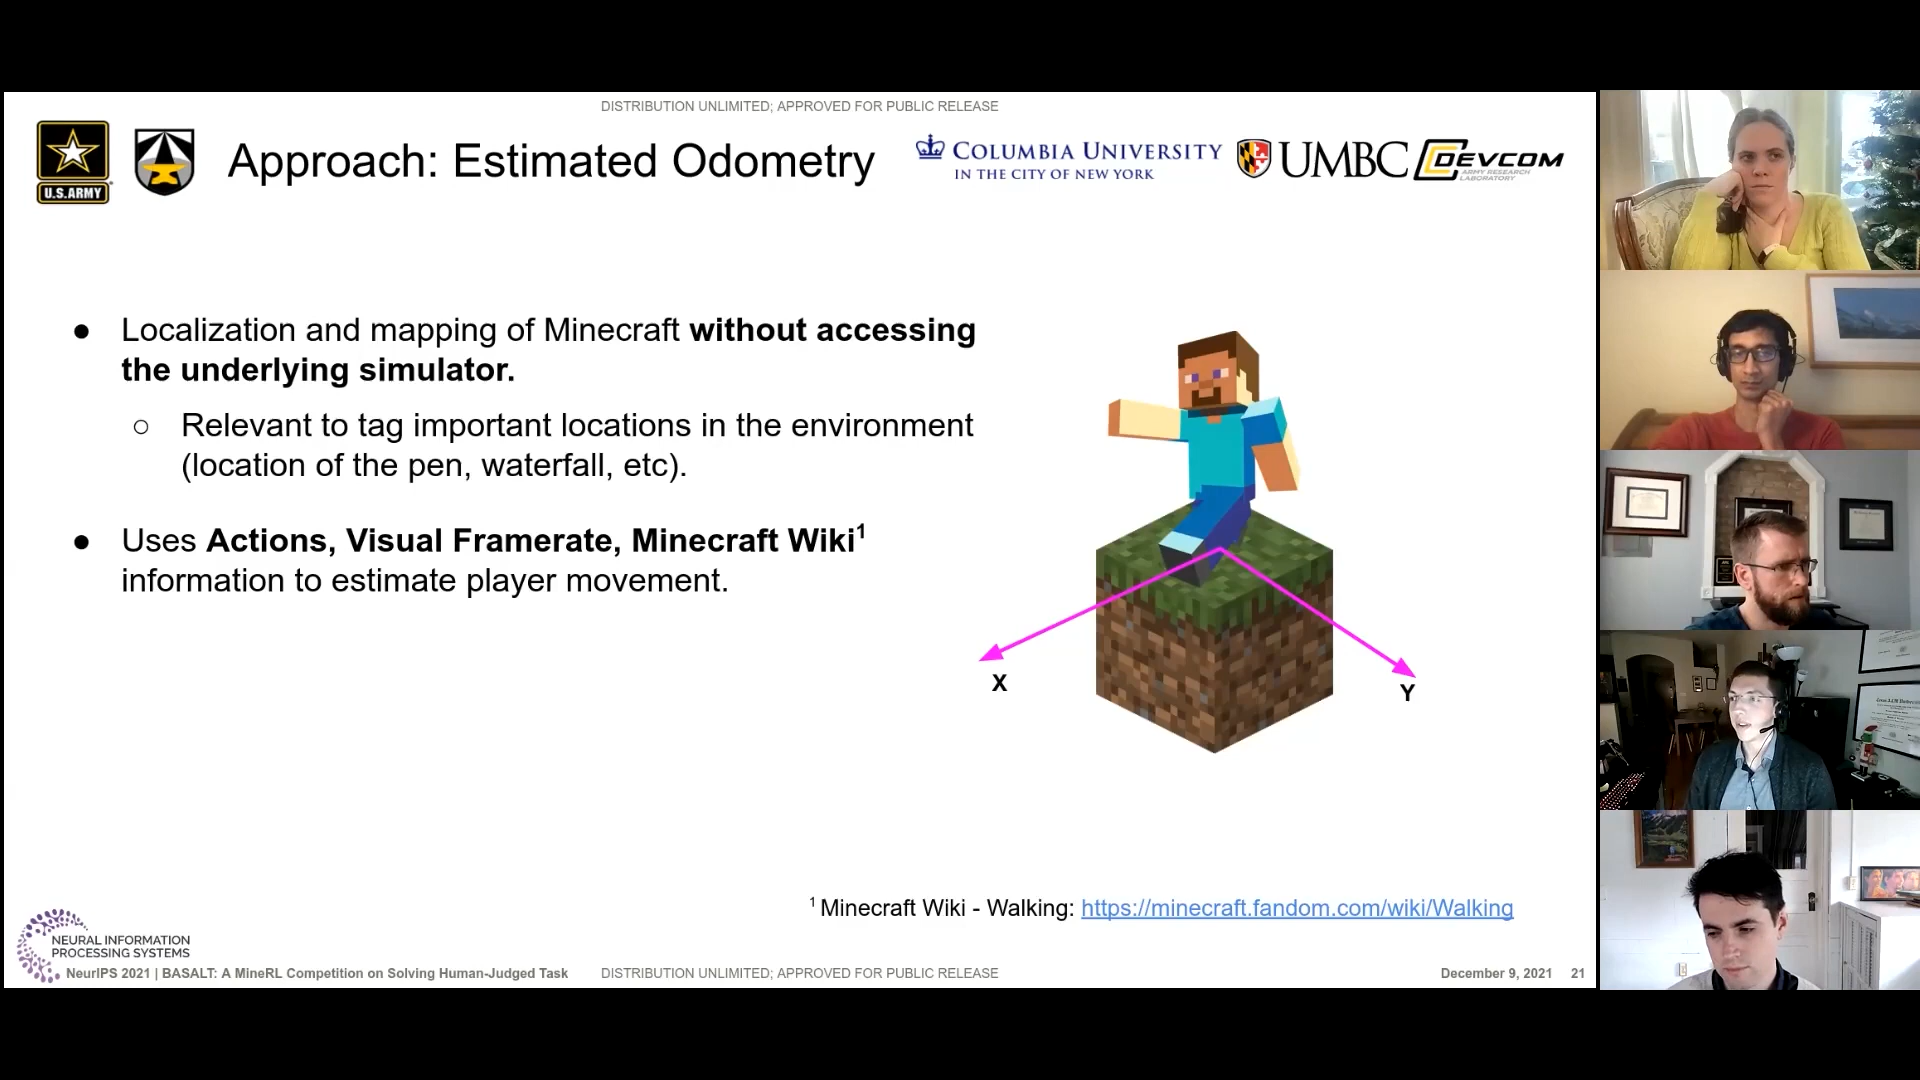 DISTRIBUTION UNLIMITED; APPROVED FOR PUBLIC RELEASE
U.S.ARMY
Approach: Estimated Odometry
COLUMBIA UNIVERSITY
IN THE CITY OF NEW YORK
UMBC
DEVCOM
ARMY RESEARCH
LABORATORY
● Localization and mapping of Minecraft without accessing
the underlying simulator.
○ Relevant to tag important locations in the environment
(location of the pen, waterfall, etc).
● Uses Actions, Visual Framerate, Minecraft Wiki¹
information to estimate player movement.
X
Y
¹ Minecraft Wiki - Walking: https://minecraft.fandom.com/wiki/Walking
NEURAL INFORMATION
PROCESSING SYSTEMS
NeurIPS 2021 | BASALT: A MineRL Competition on Solving Human-Judged Task
DISTRIBUTION UNLIMITED; APPROVED FOR PUBLIC RELEASE
December 9, 2021 21